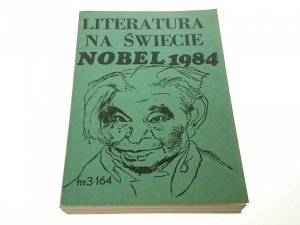 LITERATURA
NA ŚWIECIE
NOBEL 1984
nr 3•164